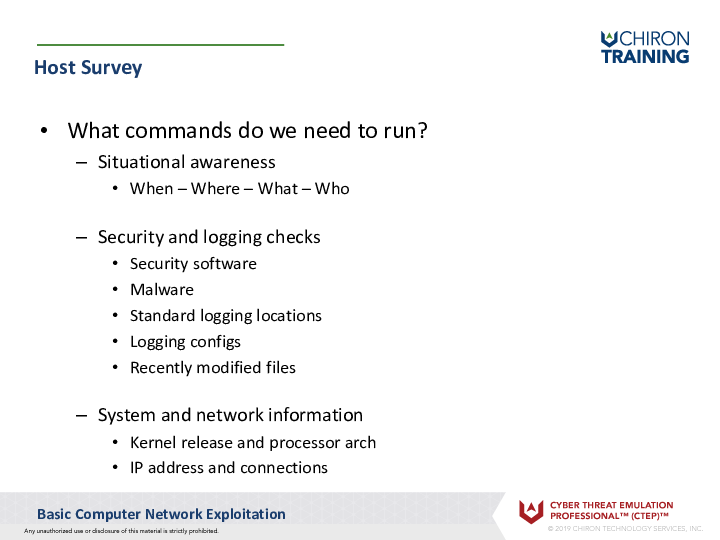 CHIRON
TRAINING
Host Survey
• What commands do we need to run?
– Situational awareness
• When – Where – What – Who
– Security and logging checks
• Security software
• Malware
• Standard logging locations
• Logging configs
• Recently modified files
– System and network information
• Kernel release and processor arch
• IP address and connections
Basic Computer Network Exploitation
Any unauthorized use or disclosure of this material is strictly prohibited.
CYBER THREAT EMULATION
PROFESSIONAL™ (CTEP)™
© 2019 CHIRON TECHNOLOGY SERVICES, INC.